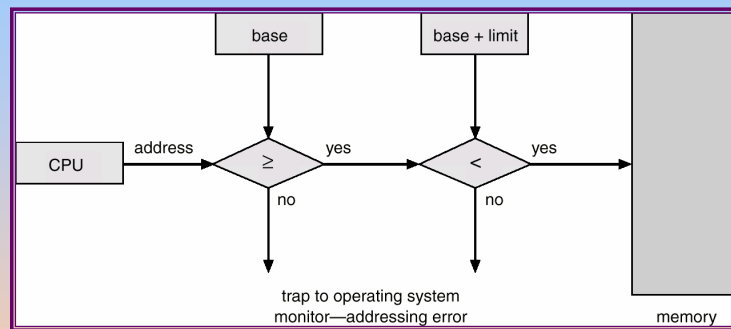 base
base + limit
CPU
address
≥
yes
<
yes
no
no
trap to operating system
monitor—addressing error
memory